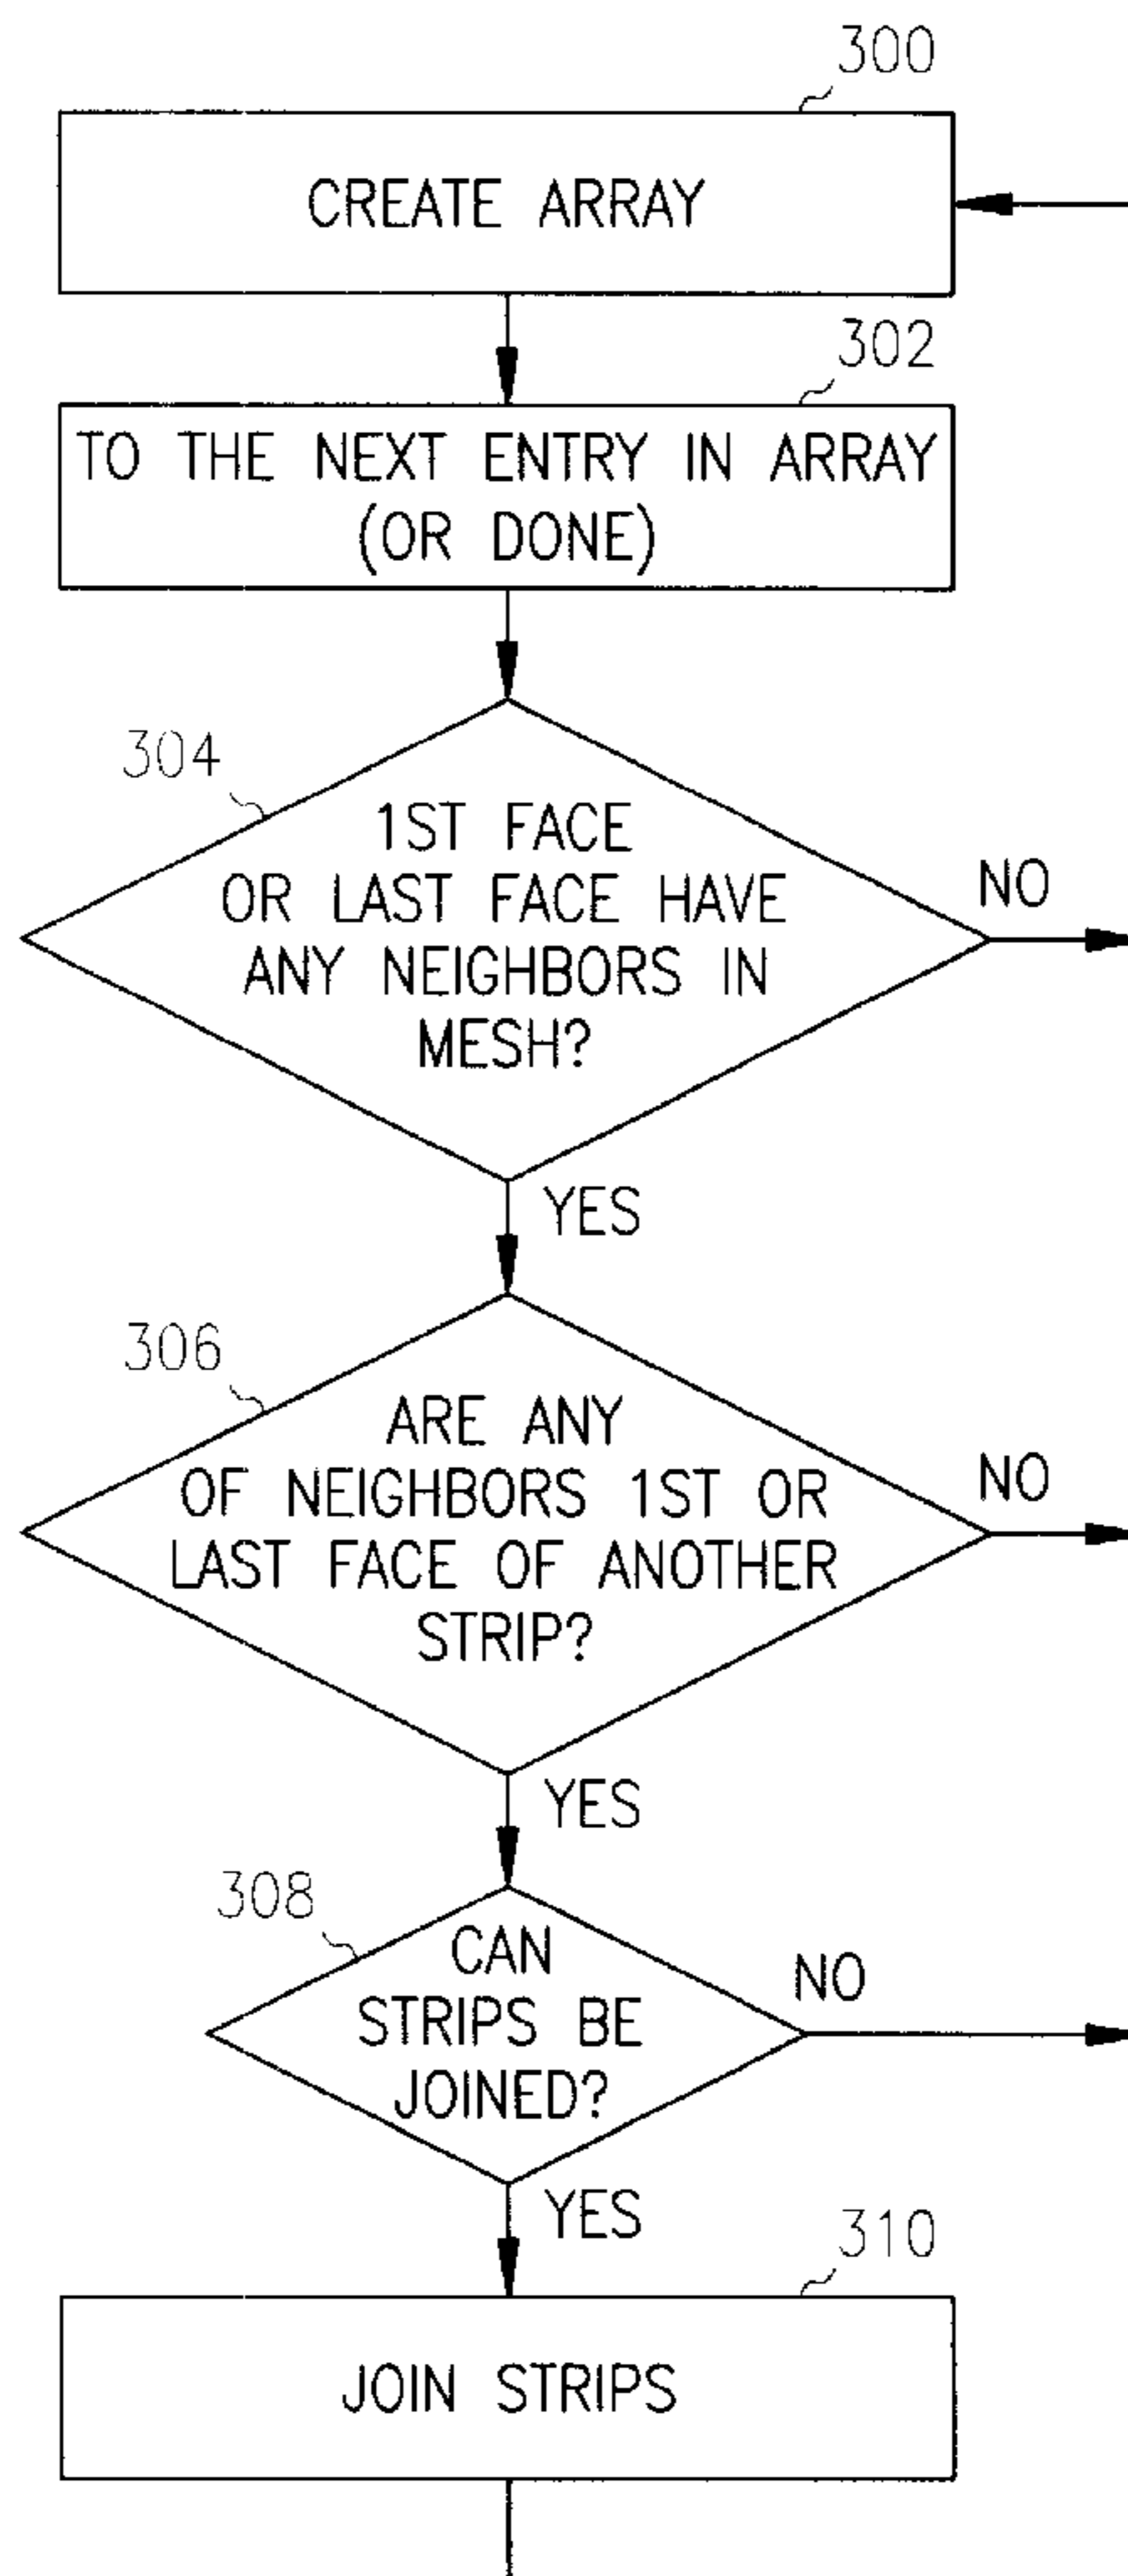 300
CREATE ARRAY
302
TO THE NEXT ENTRY IN ARRAY
(OR DONE)
304
1ST FACE
OR LAST FACE HAVE
ANY NEIGHBORS IN
MESH?
NO
YES
306
ARE ANY
OF NEIGHBORS 1ST OR
LAST FACE OF ANOTHER
STRIP?
NO
YES
308
CAN
STRIPS BE
JOINED?
NO
YES
310
JOIN STRIPS